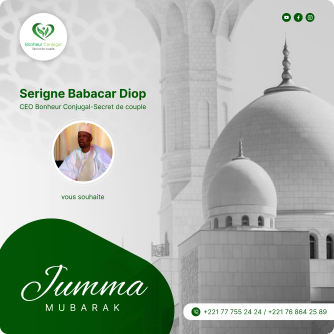 Bonheur Conjugal
Secret de couple
Serigne Babacar Diop
CEO Bonheur Conjugal-Secret de couple
vous souhaite
Jumma
MUBARAK
+221 77 755 24 24 / +221 76 864 25 89